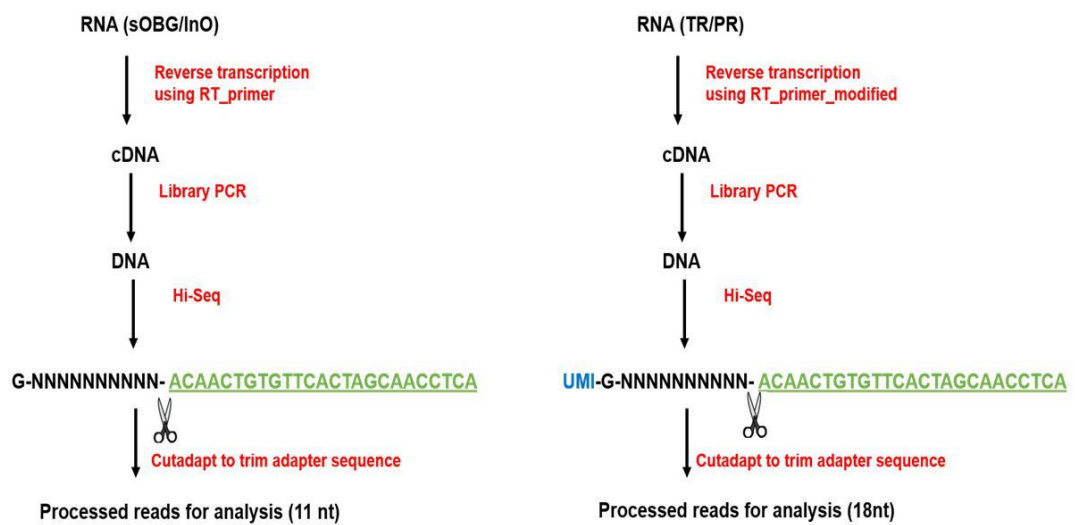 RNA (sOBG/InO)
Reverse transcription
using RT_primer
cDNA
Library PCR
DNA
Hi-Seq
G-NNNNNNNNNN- ACAACTGTGTTCACTAGCAACCTCA
Cutadapt to trim adapter sequence
Processed reads for analysis (11 nt)
RNA (TR/PR)
Reverse transcription
using RT_primer_modified
cDNA
Library PCR
DNA
Hi-Seq
UMI-G-NNNNNNNNNN- ACAACTGTGTTCACTAGCAACCTCA
Cutadapt to trim adapter sequence
Processed reads for analysis (18nt)